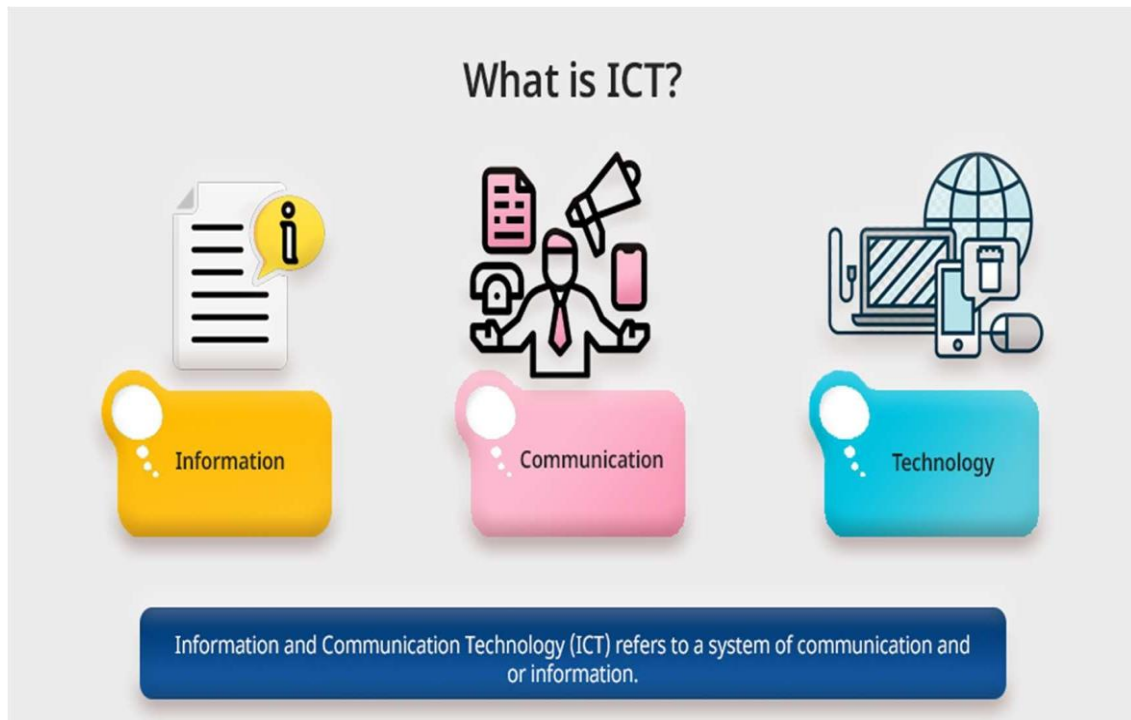 What is ICT?
i
Information
Communication
Technology
Information and Communication Technology (ICT) refers to a system of communication and
or information.